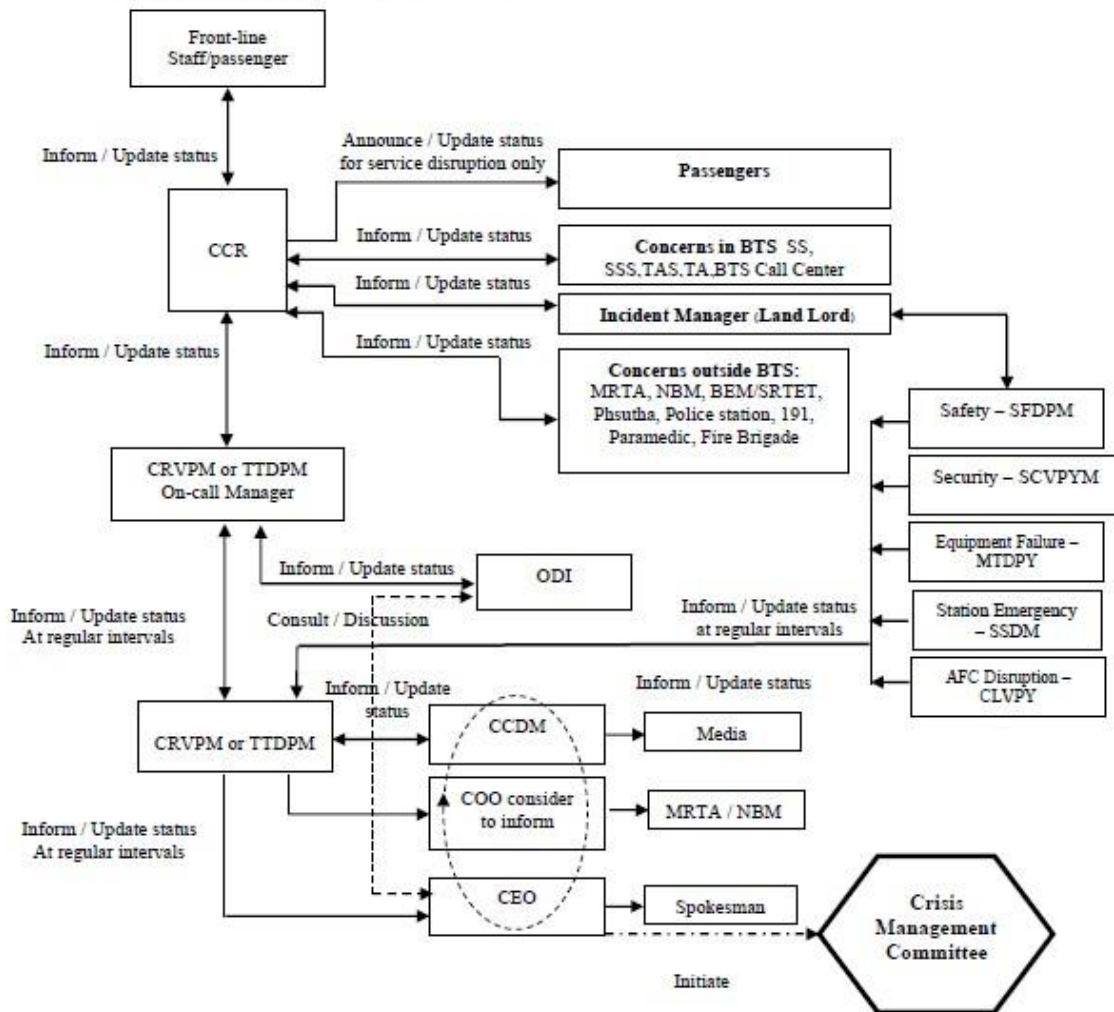 Front-line
Staff/passenger
Inform / Update status
Announce / Update status
for service disruption only
Passengers
CCR
Inform / Update status
Concerns in BTS SS,
SSS,TAS,TA,BTS Call Center
Inform / Update status
Incident Manager (Land Lord)
Inform / Update status
Inform / Update status
Concerns outside BTS:
MRTA, NBM, BEM/SRTET,
Phsutha, Police station, 191,
Paramedic, Fire Brigade
Safety – SFDPM
Security – SCVPYM
Equipment Failure –
MTDPY
Station Emergency
– SSDM
AFC Disruption –
CLVPY
CRVPM or TTDPM
On-call Manager
Inform / Update status
ODI
Consult / Discussion
Inform / Update status
At regular intervals
Inform / Update status
at regular intervals
Inform / Update
status
Inform / Update status
CRVPM or TTDPM
CCDM
Media
COO consider
to inform
MRTA / NBM
Inform / Update status
At regular intervals
CEO
Spokesman
Crisis
Management
Committee
Initiate